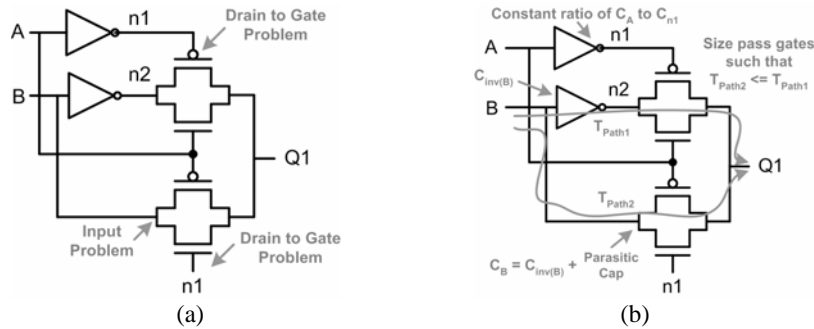 Drain to Gate
Problem
A
n1
B
n2
Q1
Input
Problem
Drain to Gate
Problem
n1
(a)
Constant ratio of C_A to C_n1
A
n1
Size pass gates
such that
T_Path2 <= T_Path1
C_inv(B)
n2
B
T_Path1
Q1
T_Path2
C_B = C_inv(B) +
Parasitic
Cap
n1
(b)